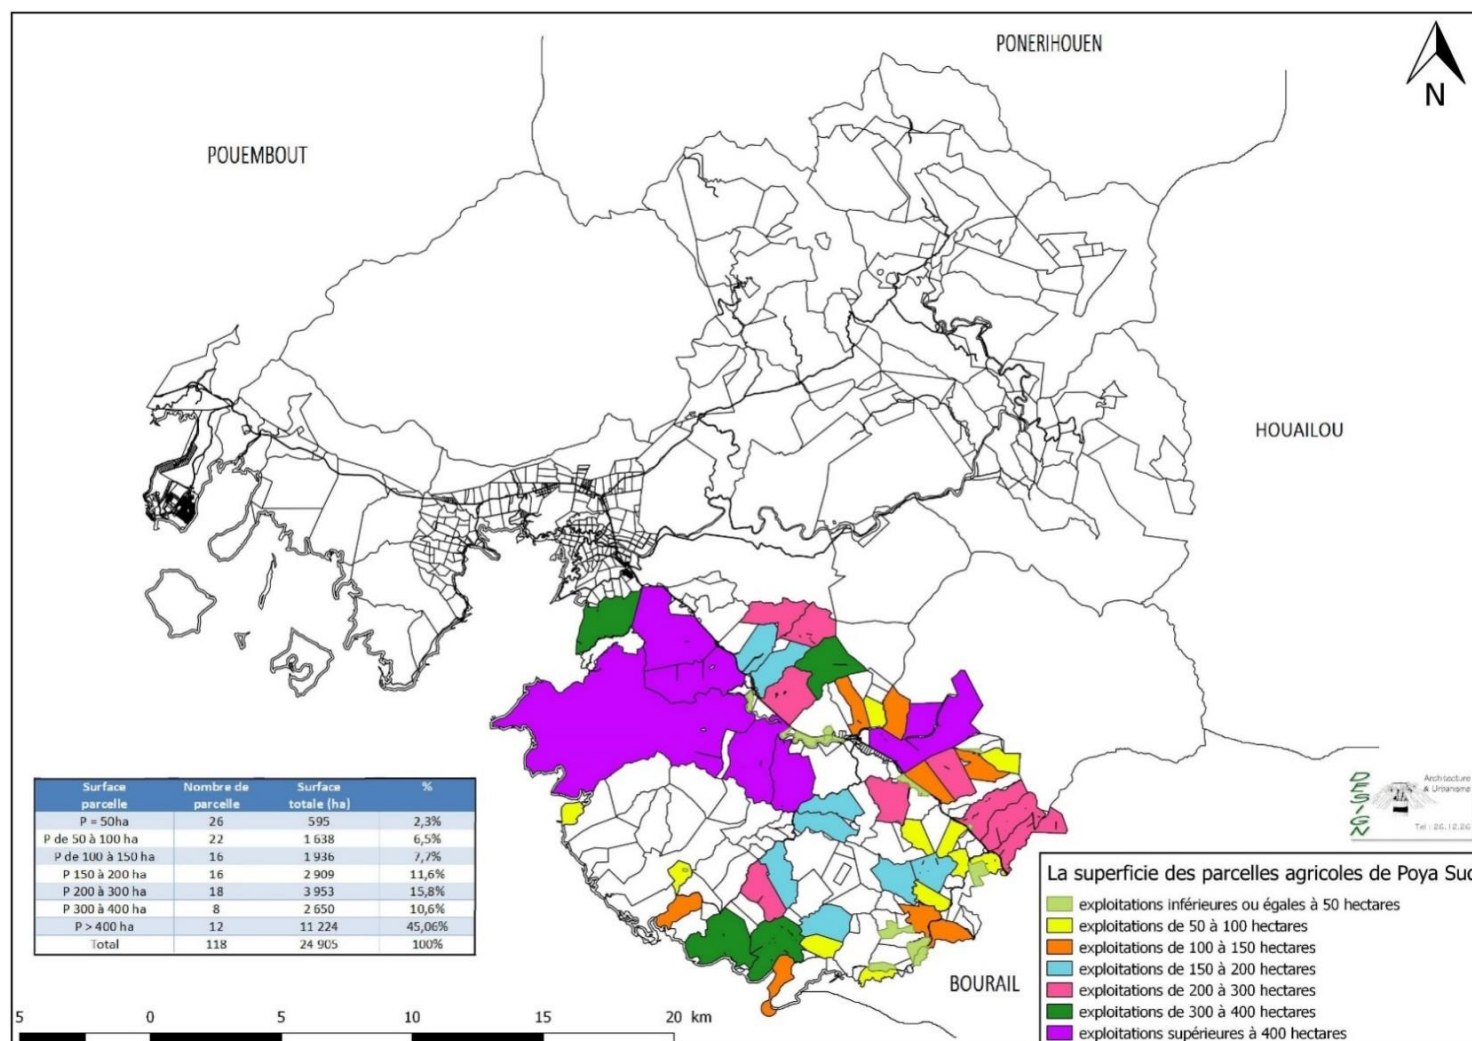 PONERIHOUEN
N
POUEMBOUT
HOUAILOU
Surface parcelle Nombre de parcelle Surface totale (ha) %
P = 50ha 26 595 2,3%
P de 50 à 100 ha 22 1 638 6,5%
P de 100 à 150 ha 16 1 936 7,7%
P 150 à 200 ha 16 2 909 11,6%
P 200 à 300 ha 18 3 953 15,8%
P 300 à 400 ha 8 2 650 10,6%
P > 400 ha 12 11 224 45,06%
Total 118 24 905 100%
DESIGN
Architecture
& Urbanisme
Tel : 26.12.26
La superficie des parcelles agricoles de Poya Sud
exploitations inférieures ou égales à 50 hectares
exploitations de 50 à 100 hectares
exploitations de 100 à 150 hectares
exploitations de 150 à 200 hectares
exploitations de 200 à 300 hectares
exploitations de 300 à 400 hectares
exploitations supérieures à 400 hectares
BOURAIL
5 0 5 10 15 20 km